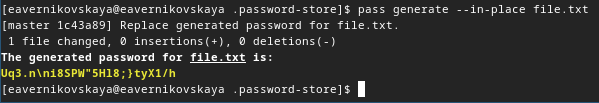 [eavernikovskaya@eavernikovskaya .password-store]$ pass generate --in-place file.txt
[master 1c43a89] Replace generated password for file.txt.
 1 file changed, 0 insertions(+), 0 deletions(-)
The generated password for file.txt is:
Uq3.n\ni8SPW"5Hl8;}tyX1/h
[eavernikovskaya@eavernikovskaya .password-store]$